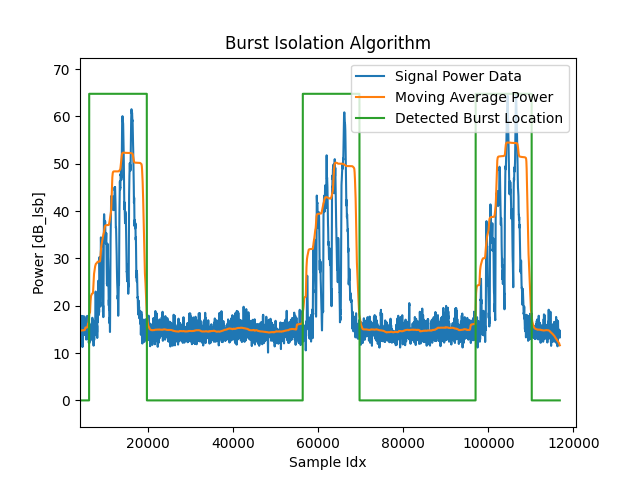 Burst Isolation Algorithm
Signal Power Data
Moving Average Power
Detected Burst Location
Power [dB_lsb]
70
60
50
40
30
20
10
0
20000
40000
60000
80000
100000
120000
Sample Idx